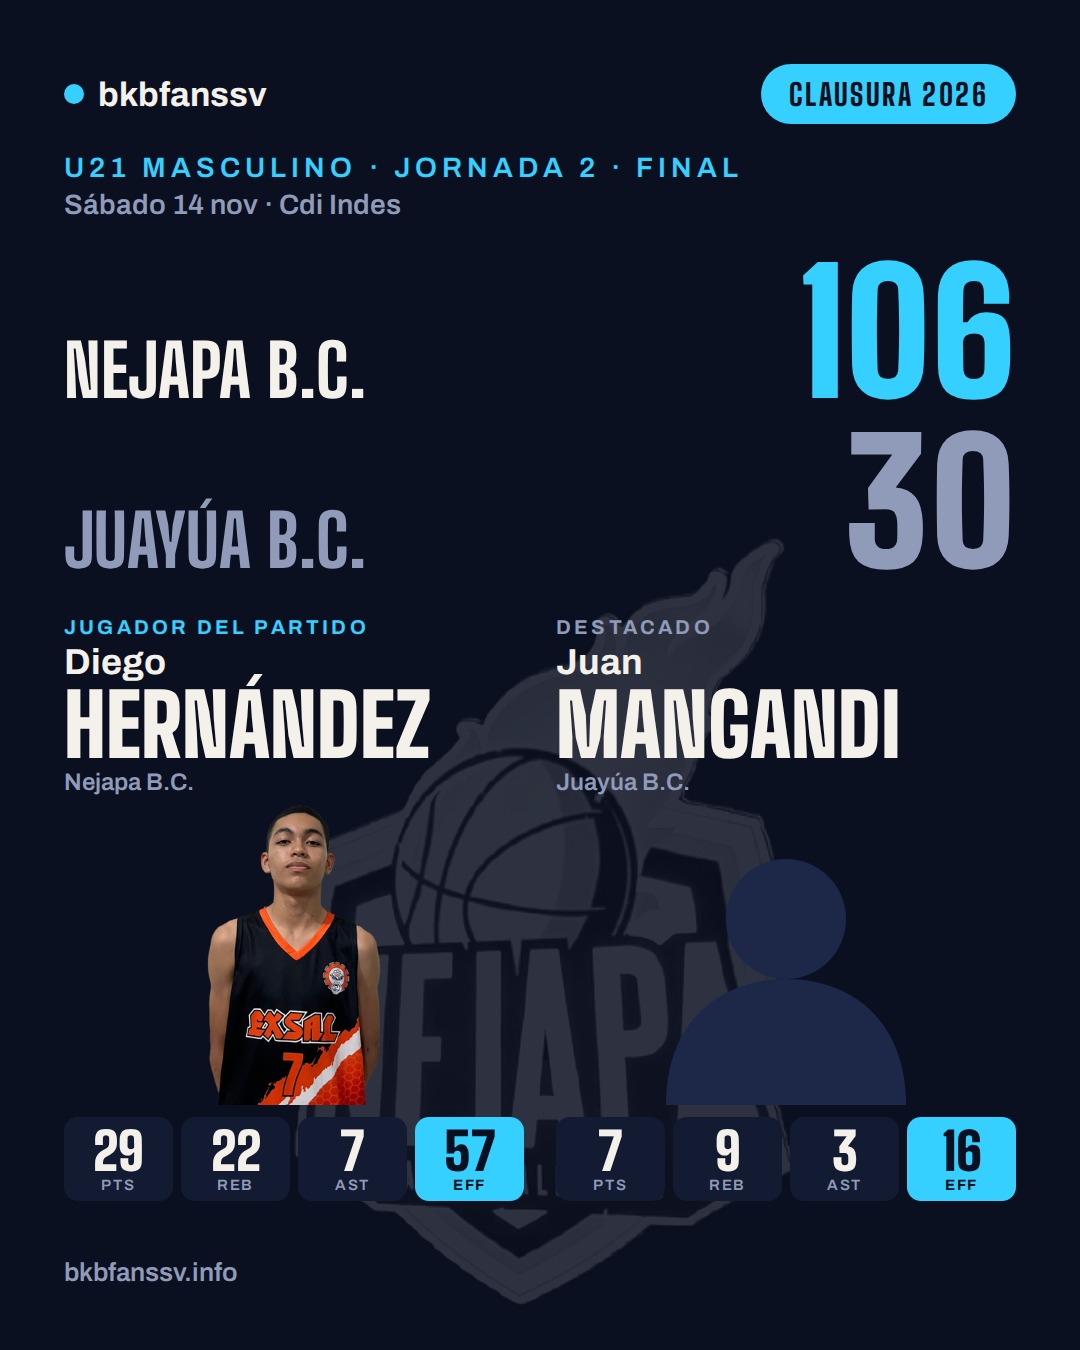 bkbfanssv
CLAUSURA 2026
U21 MASCULINO · JORNADA 2 · FINAL
Sábado 14 nov · Cdi Indes
NEJAPA B.C.
106
JUAYÚA B.C.
30
JUGADOR DEL PARTIDO
Diego
HERNÁNDEZ
Nejapa B.C.
DESTACADO
Juan
MANGANDI
Juayúa B.C.
NEJAPA
EXSAL
7
29
PTS
22
REB
7
AST
57
EFF
7
PTS
9
REB
3
AST
16
EFF
bkbfanssv.info